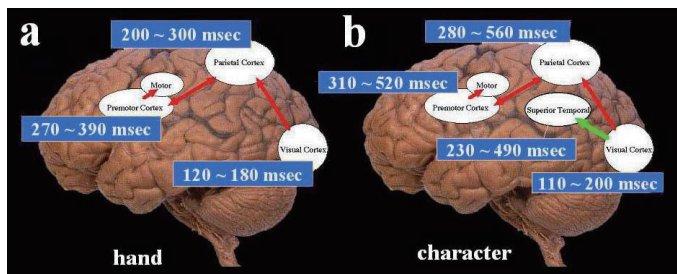 a
200 ~ 300 msec
Parietal Cortex
Motor
Premotor Cortex
270 ~ 390 msec
Visual Cortex
120 ~ 180 msec
hand
b
280 ~ 560 msec
Parietal Cortex
310 ~ 520 msec
Motor
Premotor Cortex
Superior Temporal
230 ~ 490 msec
Visual Cortex
110 ~ 200 msec
character